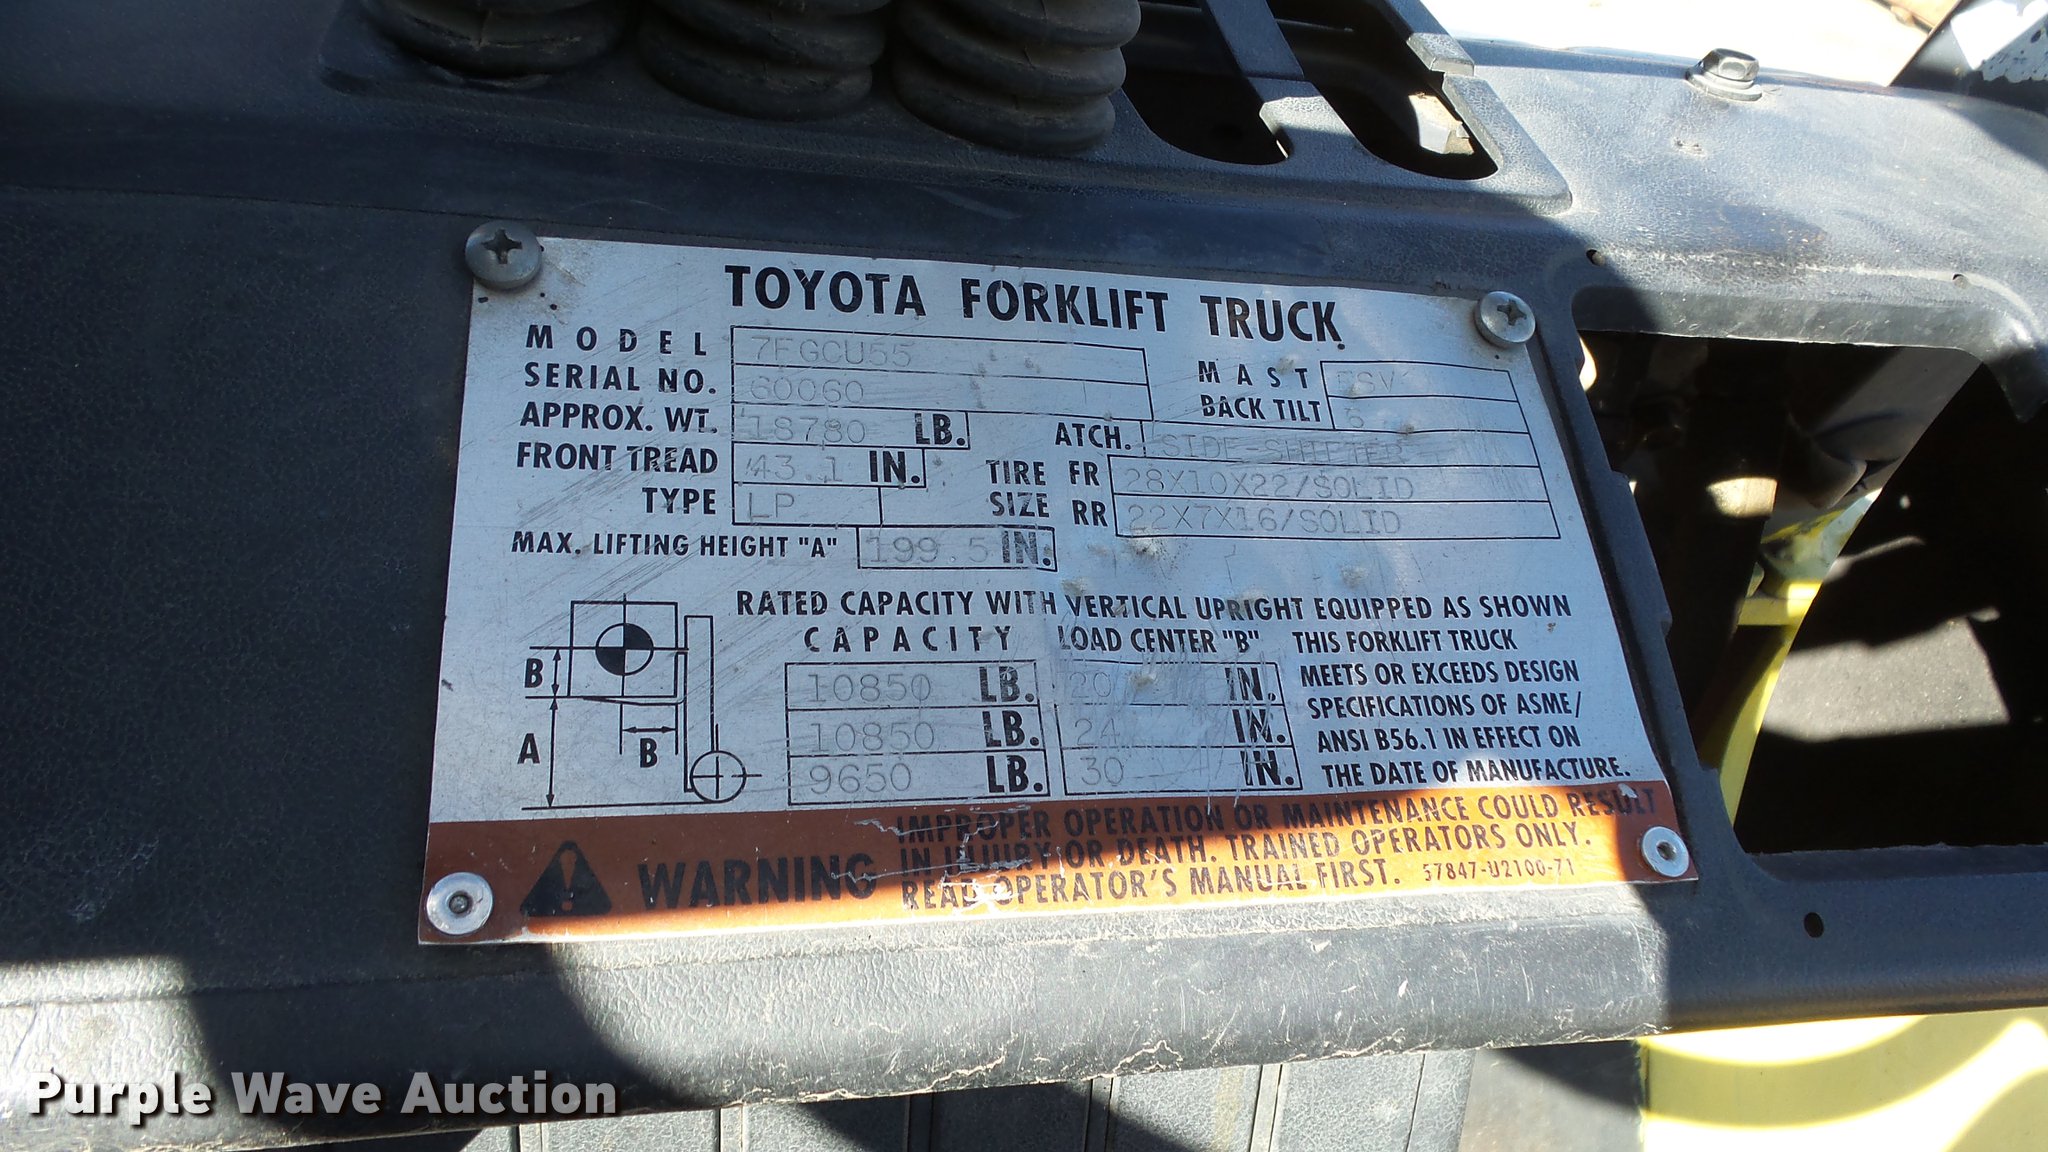 TOYOTA FORKLIFT TRUCK
MODEL 7FGCU55
SERIAL NO. 60060
APPROX. WT. 18780 LB.
FRONT TREAD 43.1 IN.
TYPE LP
MAX. LIFTING HEIGHT "A" 199.5 IN.
MAST
BACK TILT
ATCH. SIDE-SHIFTER
TIRE SIZE FR 28X10X22/SOLID
RR 22X7X16/SOLID
RATED CAPACITY WITH VERTICAL UPRIGHT EQUIPPED AS SHOWN
CAPACITY LOAD CENTER "B"
10850 LB. 20 IN.
10850 LB. 24 IN.
9650 LB. 30 IN.
B
A
B
THIS FORKLIFT TRUCK
MEETS OR EXCEEDS DESIGN
SPECIFICATIONS OF ASME/
ANSI B56.1 IN EFFECT ON
THE DATE OF MANUFACTURE.
WARNING
IMPROPER OPERATION OR MAINTENANCE COULD RESULT
IN INJURY OR DEATH. TRAINED OPERATORS ONLY.
READ OPERATOR'S MANUAL FIRST. 57847-U2100-71
Purple Wave Auction